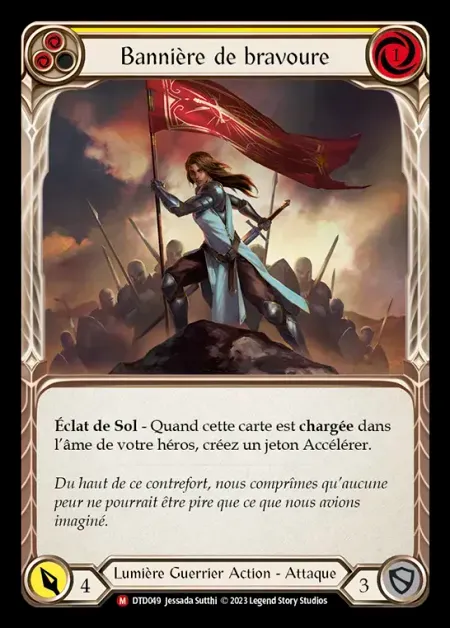 Bannière de bravoure
1
Éclat de Sol - Quand cette carte est chargée dans
l'âme de votre héros, créez un jeton Accélérer.
Du haut de ce contrefort, nous comprîmes qu'aucune
peur ne pourrait être pire que ce que nous avions
imaginé.
4
Lumière Guerrier Action - Attaque
3
M DTD049 Jessada Sutthi © 2023 Legend Story Studios